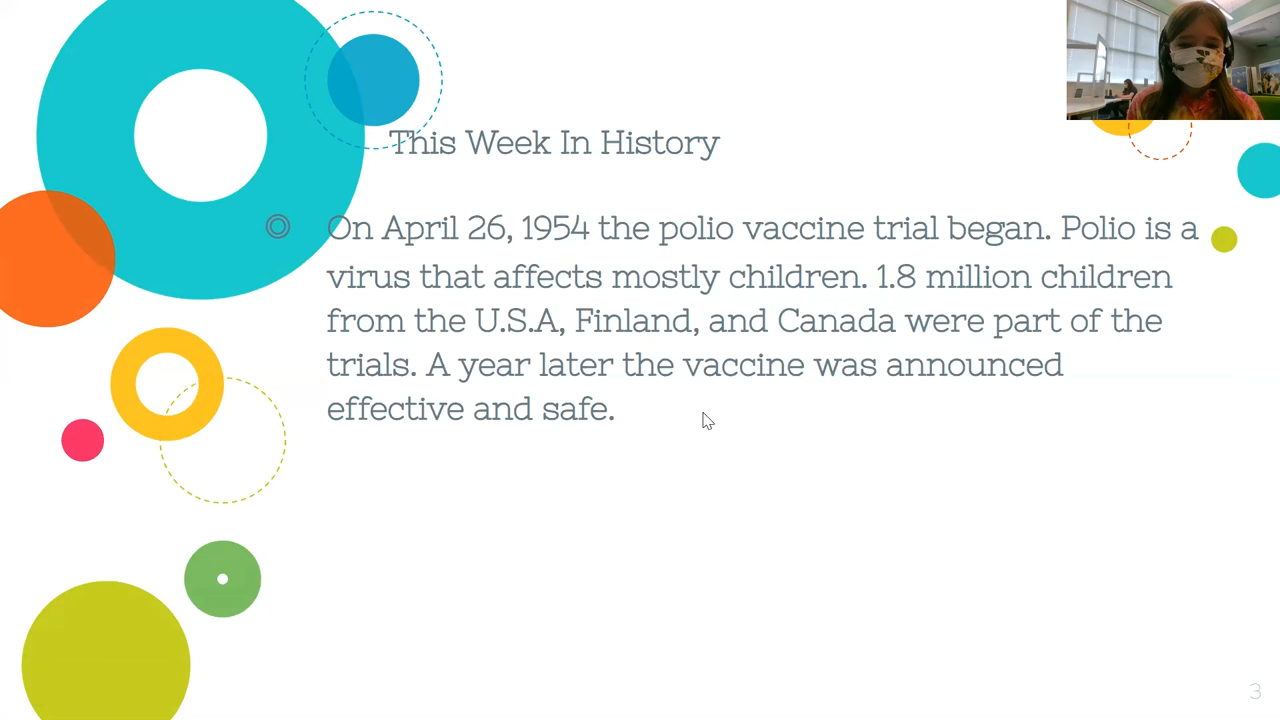 This Week In History
On April 26, 1954 the polio vaccine trial began. Polio is a
virus that affects mostly children. 1.8 million children
from the U.S.A, Finland, and Canada were part of the
trials. A year later the vaccine was announced
effective and safe.
3